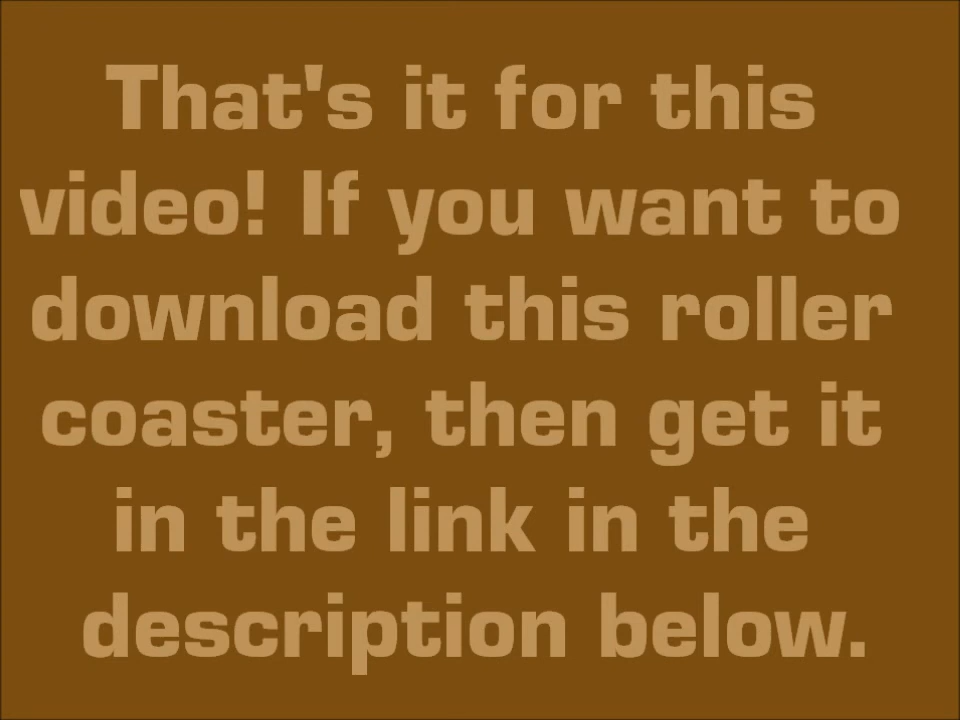 That's it for this
video! If you want to
download this roller
coaster, then get it
in the link in the
description below.